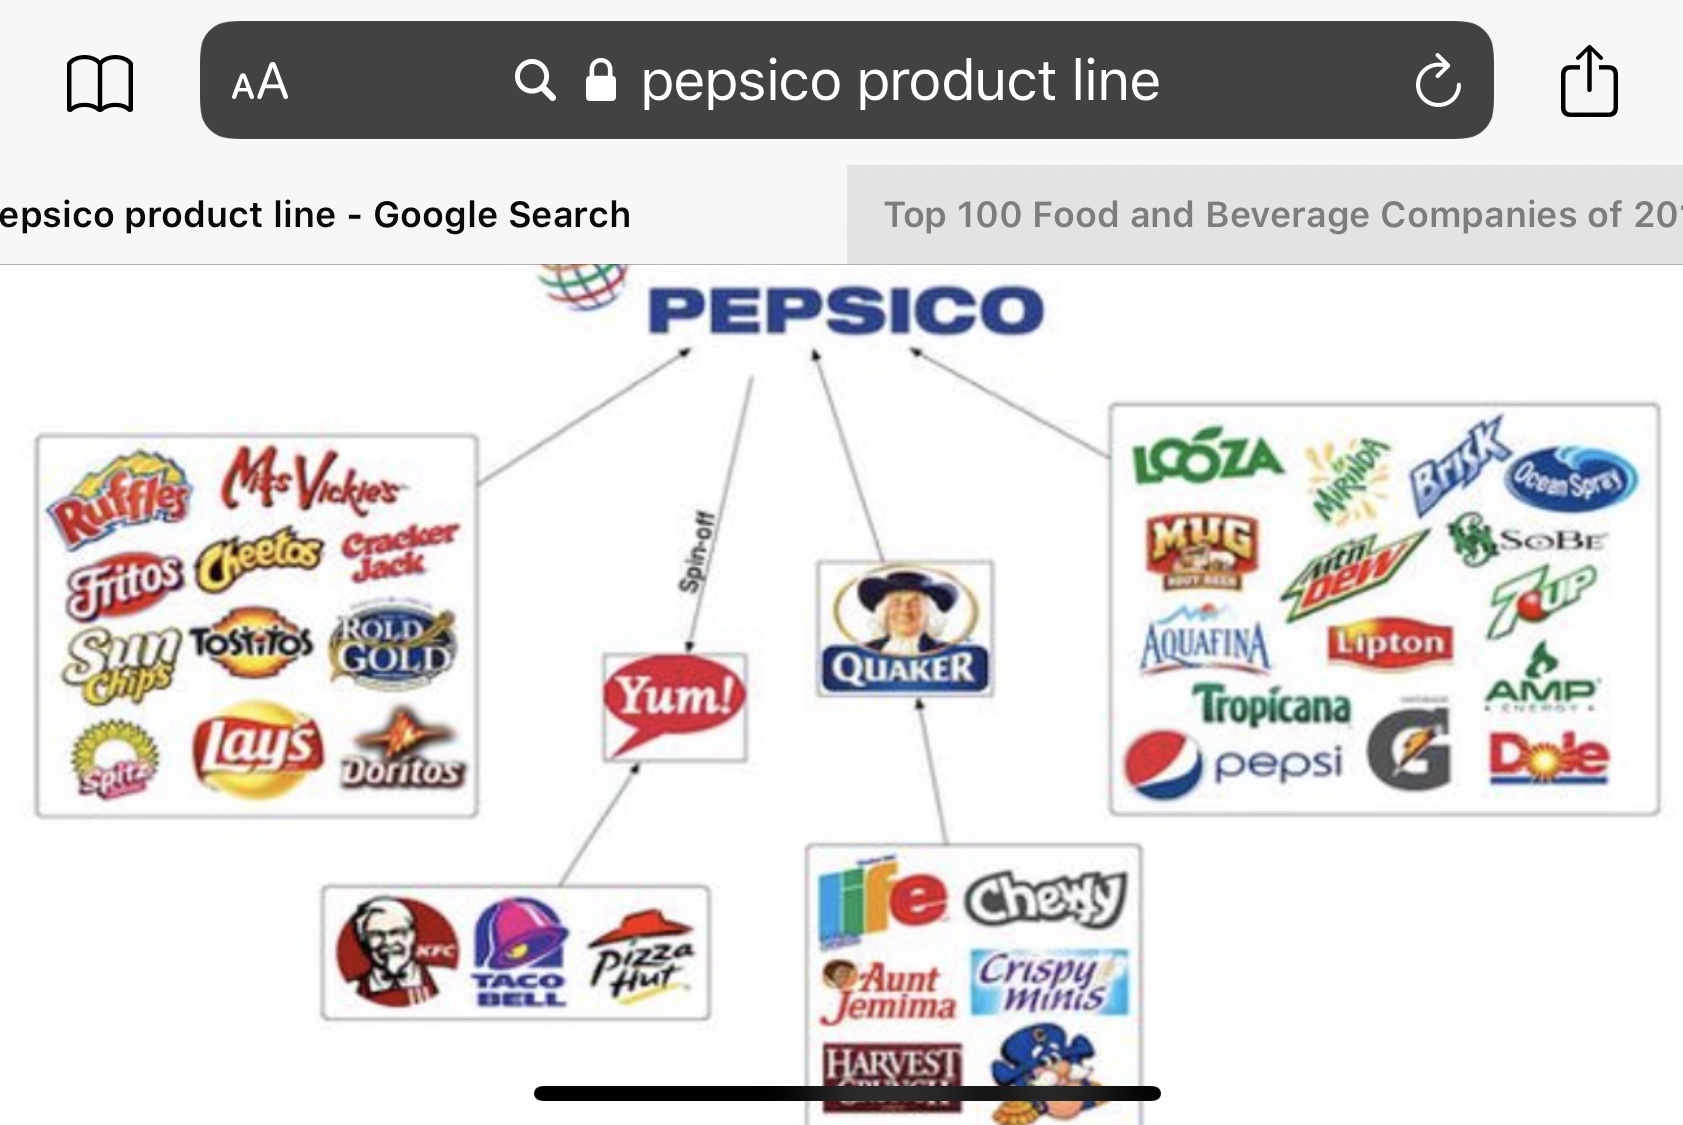 AA pepsico product line
epsico product line - Google Search
Top 100 Food and Beverage Companies of 20
PEPSICO
Ruffles
Miss Vickie's
Fritos
Cheetos
Cracker
Jack
Sun
Chips
Tostitos
ROLD
GOLD
Spitz
Lay's
Doritos
Spin-off
Yum!
KFC
TACO
BELL
Pizza
Hut
QUAKER
life
Chewy
Aunt
Jemima
Crispy
minis
HARVEST
CRUNCH
C
LOÓZA
MiRiNDA
BRISK
Ocean Spray
MUG
ROOT BEER
mtn
DEW
SOBE
7UP
AQUAFINA
Lipton
AMP
ENERGY
Tropicana
pepsi
G
Dole